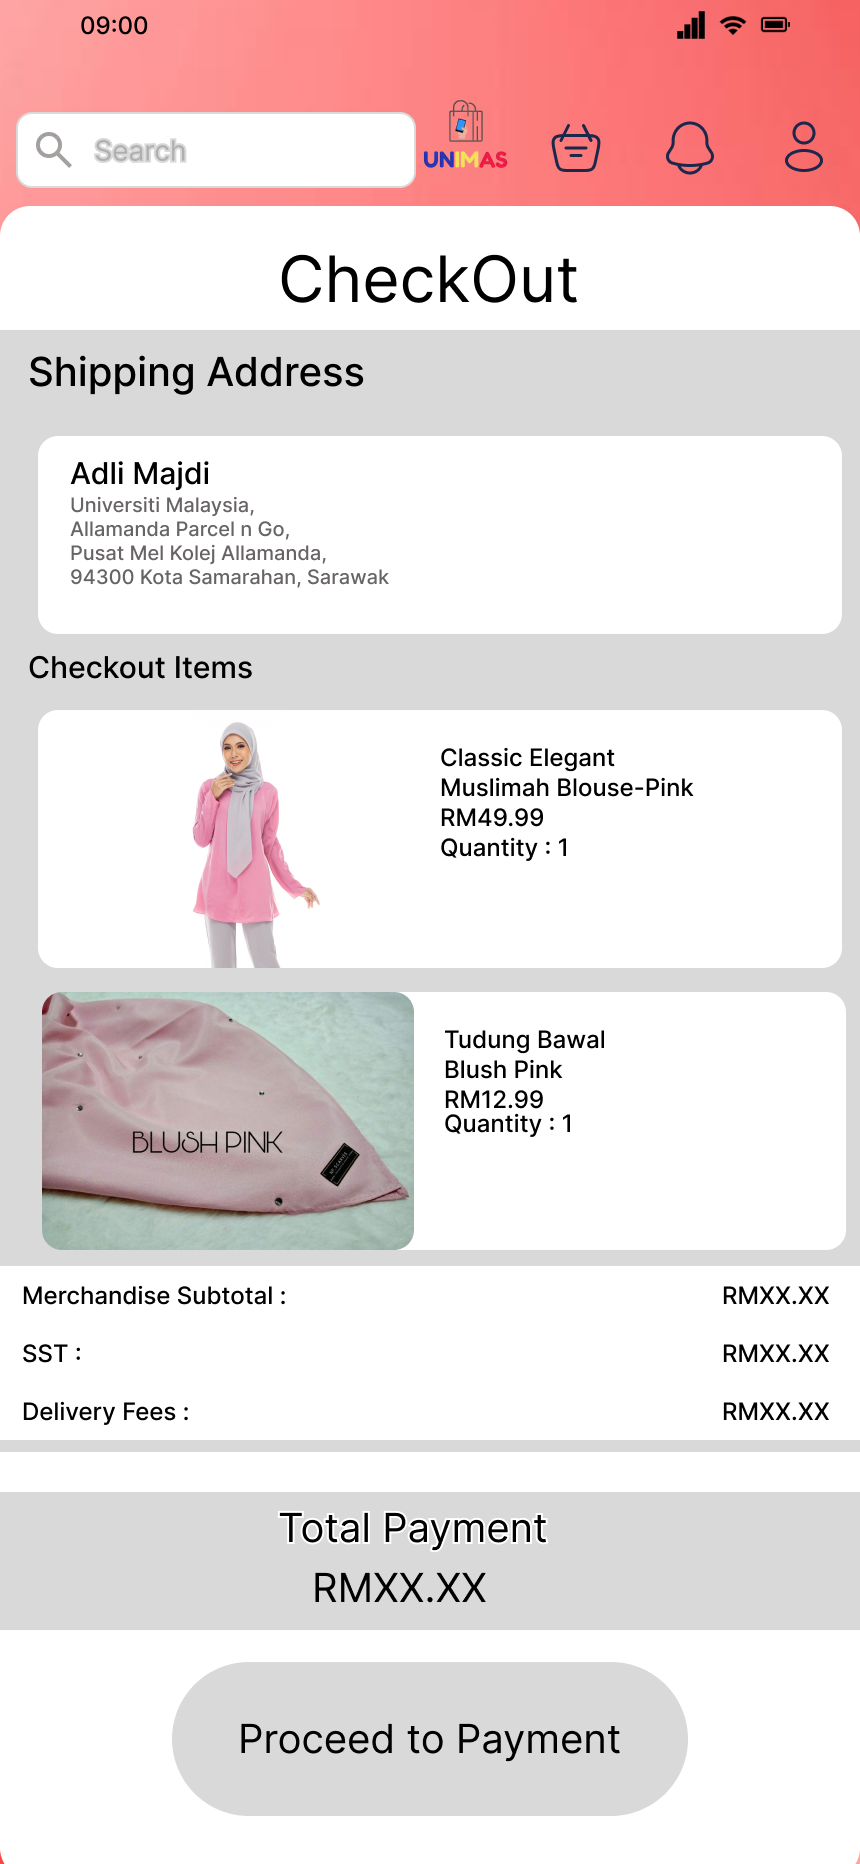 09:00
Search
UNIMAS
CheckOut
Shipping Address
Adli Majdi
Universiti Malaysia,
Allamanda Parcel n Go,
Pusat Mel Kolej Allamanda,
94300 Kota Samarahan, Sarawak
Checkout Items
Classic Elegant
Muslimah Blouse-Pink
RM49.99
Quantity : 1
Tudung Bawal
Blush Pink
RM12.99
Quantity : 1
BLUSH PINK
Merchandise Subtotal : RMXX.XX
SST : RMXX.XX
Delivery Fees : RMXX.XX
Total Payment
RMXX.XX
Proceed to Payment